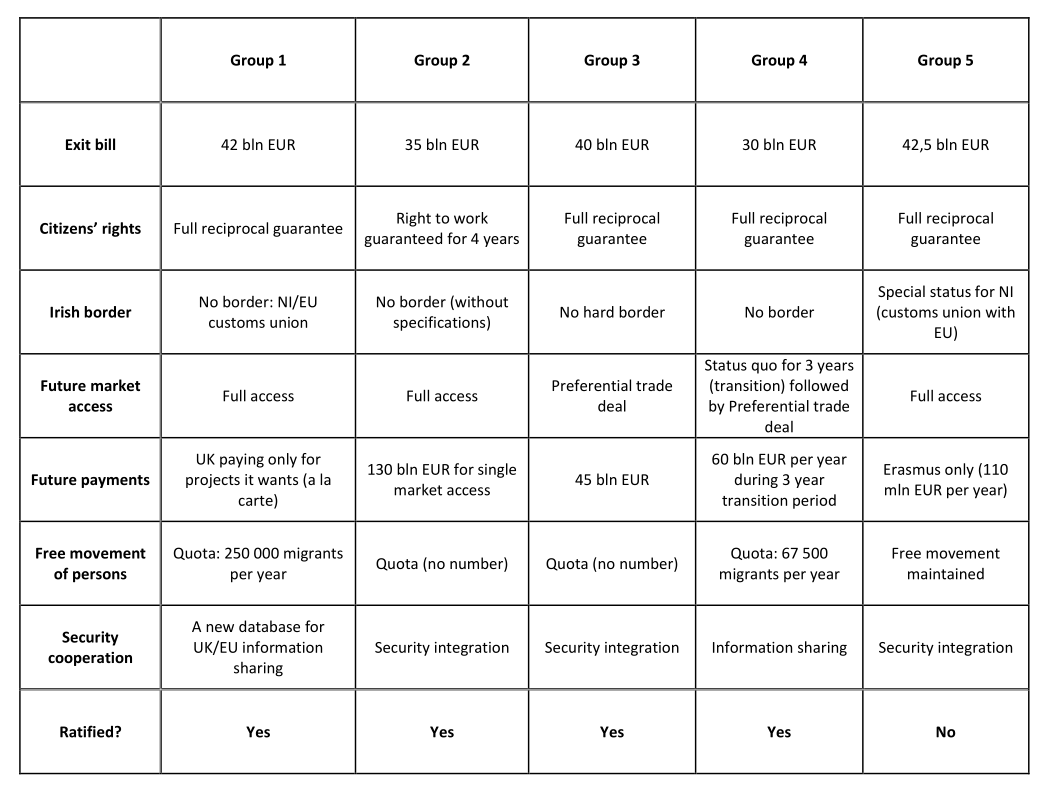 Group 1 Group 2 Group 3 Group 4 Group 5
Exit bill 42 bln EUR 35 bln EUR 40 bln EUR 30 bln EUR 42,5 bln EUR
Citizens’ rights
Full reciprocal guarantee
Right to work
guaranteed for 4 years
Full reciprocal
guarantee
Full reciprocal
guarantee
Full reciprocal
guarantee
Irish border
No border: NI/EU
customs union
No border (without
specifications)
No hard border
No border
Special status for NI
(customs union with
EU)
Future market
access
Full access
Full access
Preferential trade
deal
Status quo for 3 years
(transition) followed
by Preferential trade
deal
Full access
Future payments
UK paying only for
projects it wants (a la
carte)
130 bln EUR for single
market access
45 bln EUR
60 bln EUR per year
during 3 year
transition period
Erasmus only (110
mln EUR per year)
Free movement
of persons
Quota: 250 000 migrants
per year
Quota (no number)
Quota (no number)
Quota: 67 500
migrants per year
Free movement
maintained
Security
cooperation
A new database for
UK/EU information
sharing
Security integration
Security integration
Information sharing
Security integration
Ratified? Yes Yes Yes Yes No